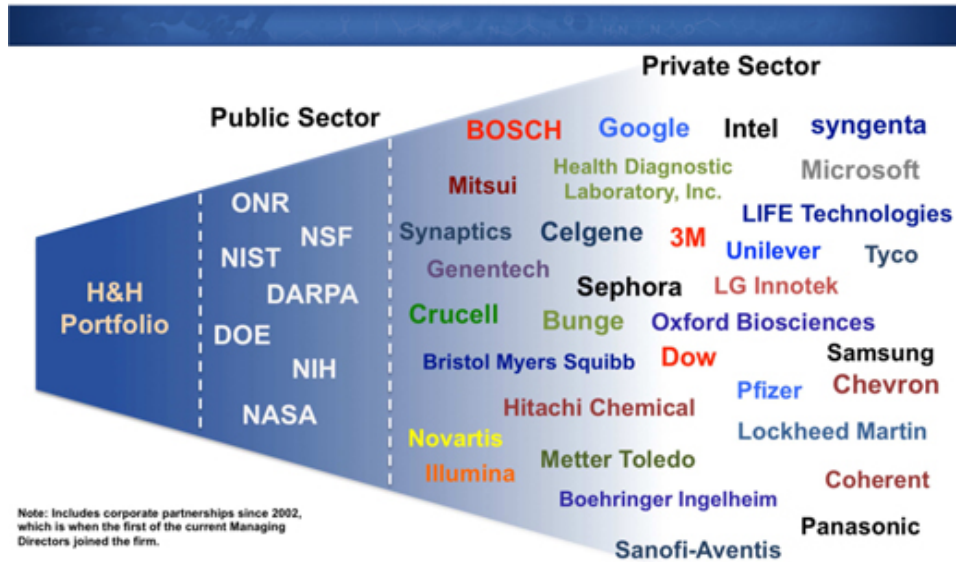 Private Sector
Public Sector
BOSCH
Google
Intel
syngenta
Health Diagnostic
Laboratory, Inc.
Microsoft
Mitsui
ONR
LIFE Technologies
NSF
Synaptics
Celgene
3M
Unilever
Tyco
NIST
Genentech
DARPA
Sephora
LG Innotek
H&H
Portfolio
Crucell
Bunge
Oxford Biosciences
DOE
Bristol Myers Squibb
Dow
Samsung
NIH
Pfizer
Chevron
NASA
Hitachi Chemical
Novartis
Lockheed Martin
Illumina
Metter Toledo
Coherent
Boehringer Ingelheim
Panasonic
Sanofi-Aventis
Note: Includes corporate partnerships since 2002,
which is when the first of the current Managing
Directors joined the firm.